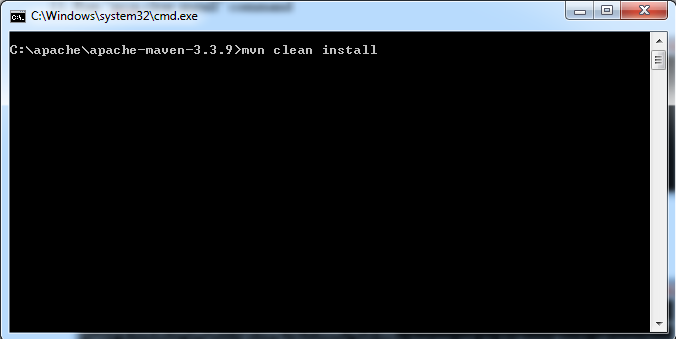 C:\Windows\system32\cmd.exe
C:\apache\apache-maven-3.3.9>mvn clean install